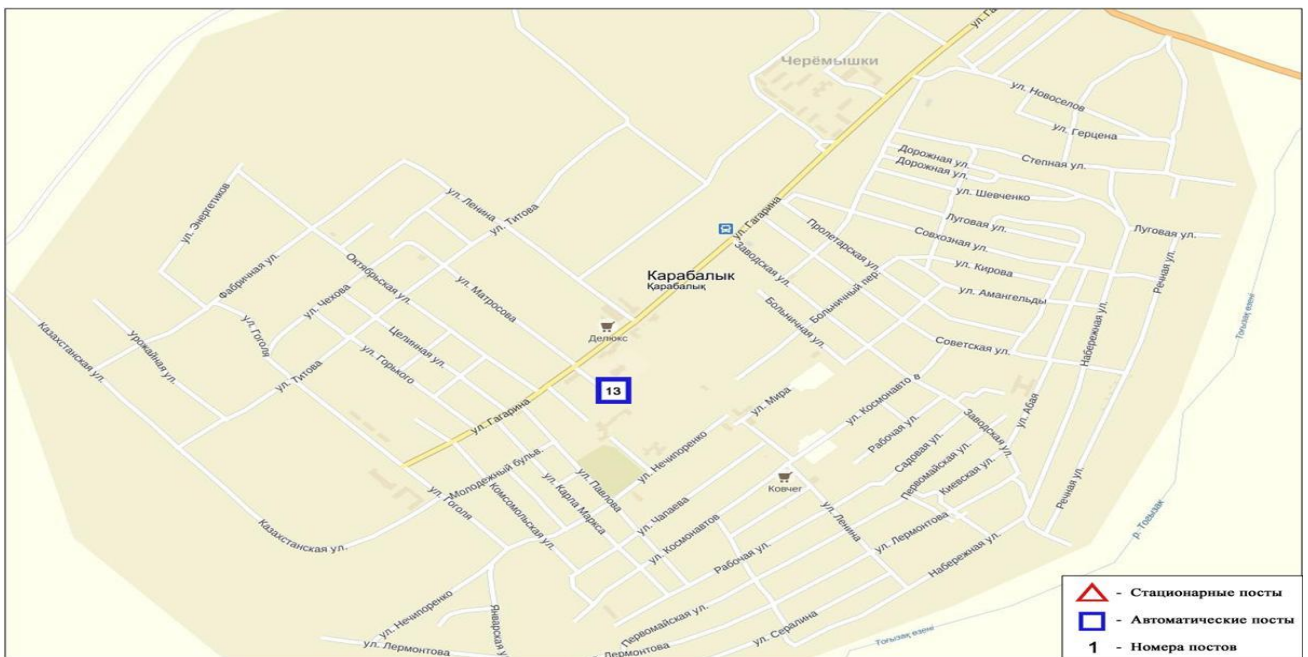 ул. Гагарина
Черёмышки
ул. Новоселов
ул. Герцена
Дорожная ул.
Дорожная ул.
Степная ул.
ул. Энергетиков
ул. Ленина
ул. Титова
ул. Шевченко
Луговая ул.
Луговая ул.
ул. Гагарина
Пролетарская ул.
Совхозная ул.
Заводская ул.
Фабричная ул.
Октябрьская ул.
Карабалык
Қарабалық
ул. Кирова
Речная ул.
Больничный пер.
ул. Амангельды
ул. Чехова
ул. Матросова
Больничная ул.
Набережная ул.
Тоғызақ өзені
Казахстанская ул.
Урожайная ул.
ул. Гоголя
Целинная ул.
ул. Горького
Делюкс
Советская ул.
ул. Титова
13
ул. Мира
ул. Космонавто в
ул. Гагарина
ул. Абая
Заводская ул.
Рабочая ул.
Садовая ул.
ул. Нечипоренко
Первомайская ул.
Киевская ул.
Молодежный бульв.
Ковчег
Речная ул.
ул. Гоголя
Комсомольская ул.
ул. Карла Маркса
ул. Павлова
ул. Чапаева
ул. Ленина
р. Тогызак
Казахстанская ул.
ул. Космонавтов
Рабочая ул.
ул. Лермонтова
Набережная ул.
ул. Нечипоренко
Январская ул.
Первомайская ул.
ул. Сералина
ул. Лермонтова
Тоғызақ өзені
- Стационарные посты
- Автоматические посты
1 - Номера постов